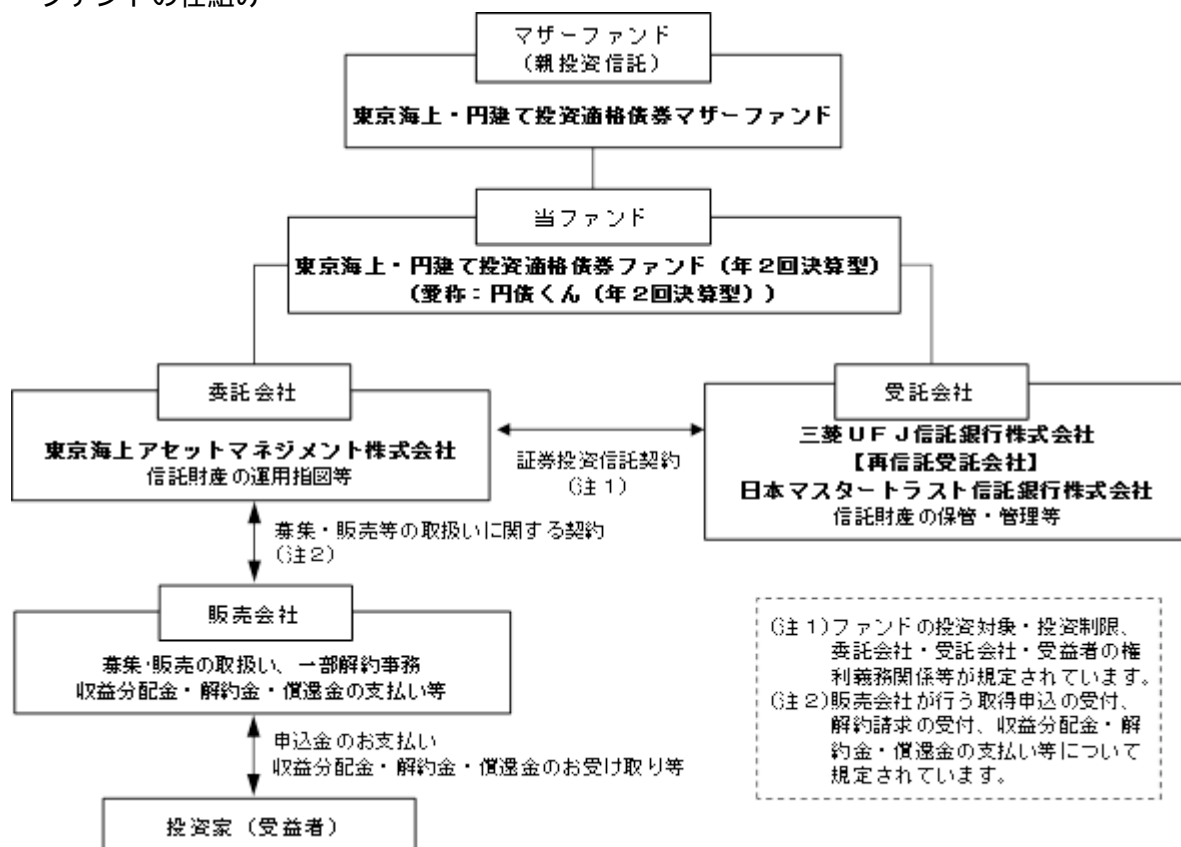 ファンドの仕組み
マザーファンド
(親投資信託)
東京海上・円建て投資適格債券マザーファンド
当ファンド
東京海上・円建て投資適格債券ファンド(年2回決算型)
(愛称:円債くん(年2回決算型))
委託会社
東京海上アセットマネジメント株式会社
信託財産の運用指図等
証券投資信託契約
(注1)
受託会社
三菱UFJ信託銀行株式会社
【再信託受託会社】
日本マスタートラスト信託銀行株式会社
信託財産の保管・管理等
募集・販売等の取扱いに関する契約
(注2)
販売会社
募集・販売の取扱い、一部解約事務
収益分配金・解約金・償還金の支払い等
申込金のお支払い
収益分配金・解約金・償還金のお受け取り等
投資家(受益者)
(注1)ファンドの投資対象・投資制限、
委託会社・受託会社・受益者の権
利義務関係等が規定されています。
(注2)販売会社が行う取得申込の受付、
解約請求の受付、収益分配金・解
約金・償還金の支払い等について
規定されています。